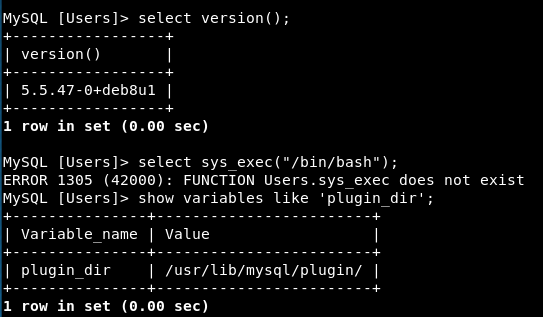 MySQL [Users]> select version();
+-----------------+
| version()       |
+-----------------+
| 5.5.47-0+deb8u1 |
+-----------------+
1 row in set (0.00 sec)

MySQL [Users]> select sys_exec("/bin/bash");
ERROR 1305 (42000): FUNCTION Users.sys_exec does not exist
MySQL [Users]> show variables like 'plugin_dir';
+---------------+------------------------+
| Variable_name | Value                  |
+---------------+------------------------+
| plugin_dir    | /usr/lib/mysql/plugin/ |
+---------------+------------------------+
1 row in set (0.00 sec)